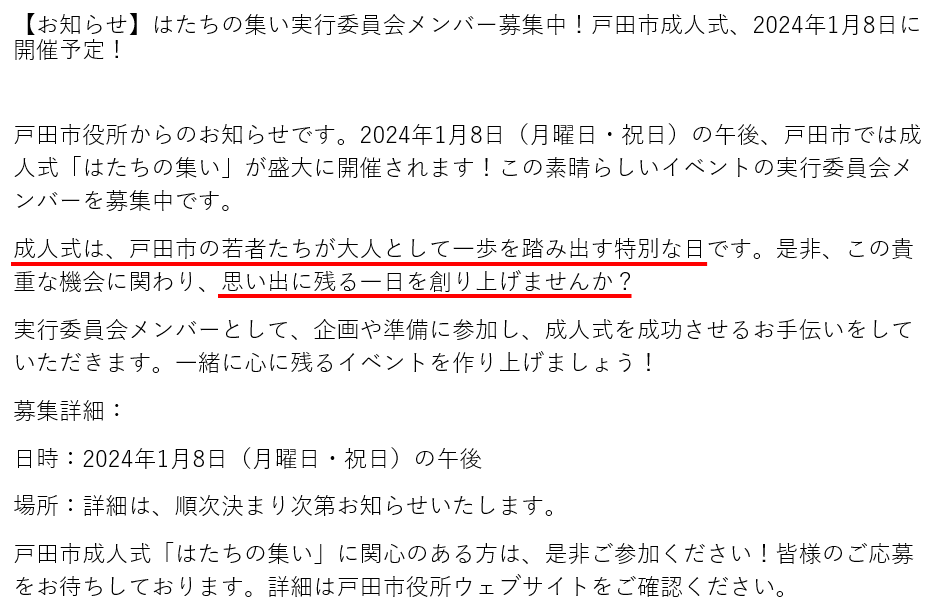 【お知らせ】はたちの集い実行委員会メンバー募集中！戸田市成人式、2024年1月8日に
開催予定！
戸田市役所からのお知らせです。2024年1月8日（月曜日・祝日）の午後、戸田市では成
人式「はたちの集い」が盛大に開催されます！この素晴らしいイベントの実行委員会メ
ンバーを募集中です。
成人式は、戸田市の若者たちが大人として一歩を踏み出す特別な日です。是非、この貴
重な機会に関わり、思い出に残る一日を創り上げませんか？
実行委員会メンバーとして、企画や準備に参加し、成人式を成功させるお手伝いをして
いただきます。一緒に心に残るイベントを作り上げましょう！
募集詳細：
日時：2024年1月8日（月曜日・祝日）の午後
場所：詳細は、順次決まり次第お知らせいたします。
戸田市成人式「はたちの集い」に関心のある方は、是非ご参加ください！皆様のご応募
をお待ちしております。詳細は戸田市役所ウェブサイトをご確認ください。